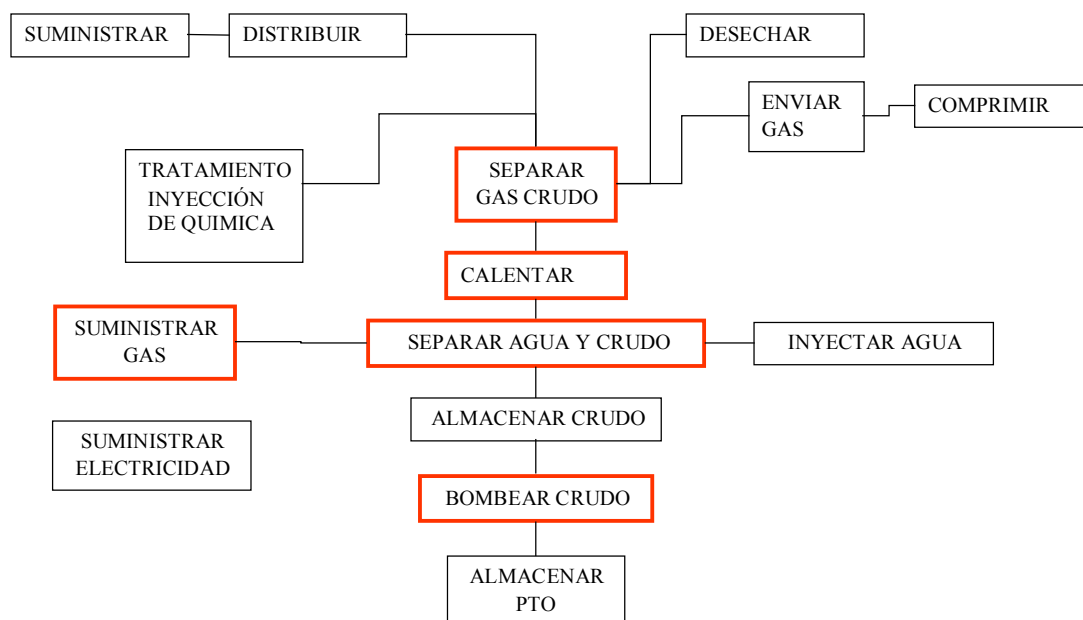 SUMINISTRAR
DISTRIBUIR
DESECHAR
ENVIAR
GAS
COMPRIMIR
TRATAMIENTO
INYECCIÓN
DE QUIMICA
SEPARAR
GAS CRUDO
CALENTAR
SUMINISTRAR
GAS
SEPARAR AGUA Y CRUDO
INYECTAR AGUA
ALMACENAR CRUDO
SUMINISTRAR
ELECTRICIDAD
BOMBEAR CRUDO
ALMACENAR
PTO